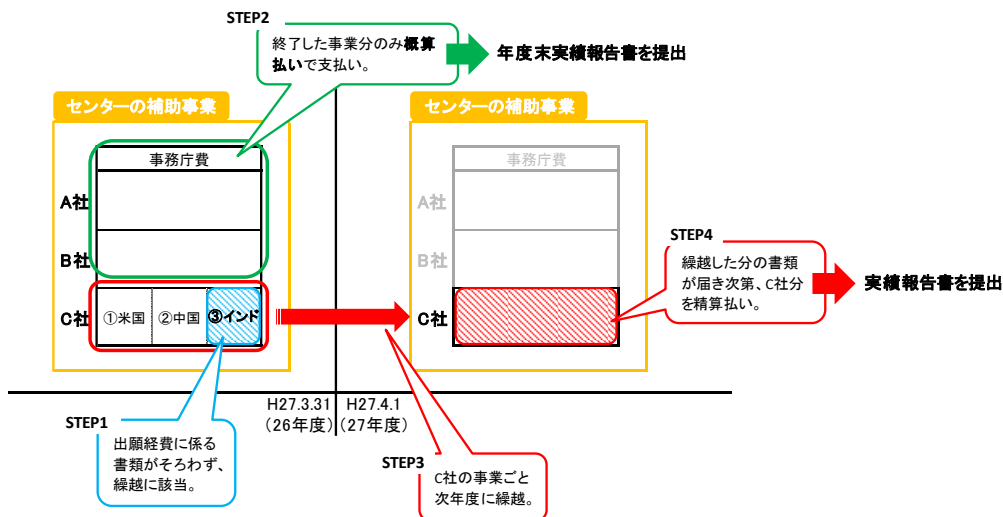 STEP2
終了した事業分のみ概算
払いで支払い。
年度末実績報告書を提出
センターの補助事業
事務庁費
A社
B社
C社
①米国
②中国
③インド
センターの補助事業
事務庁費
A社
B社
C社
STEP4
繰越した分の書類
が届き次第、C社分
を精算払い。
実績報告書を提出
H27.3.31
(26年度)
H27.4.1
(27年度)
STEP1
出願経費に係る
書類がそろわず、
繰越に該当。
STEP3
C社の事業ごと
次年度に繰越。